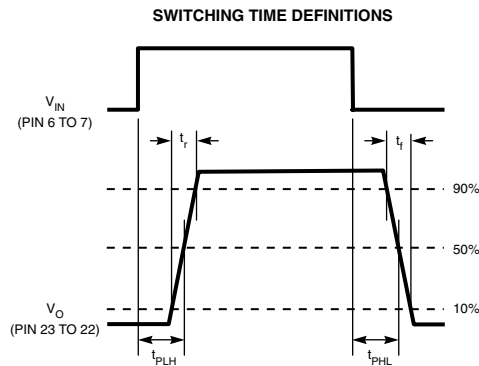 SWITCHING TIME DEFINITIONS
V_IN
(PIN 6 TO 7)
t_r
t_f
90%
50%
10%
V_O
(PIN 23 TO 22)
t_PLH
t_PHL